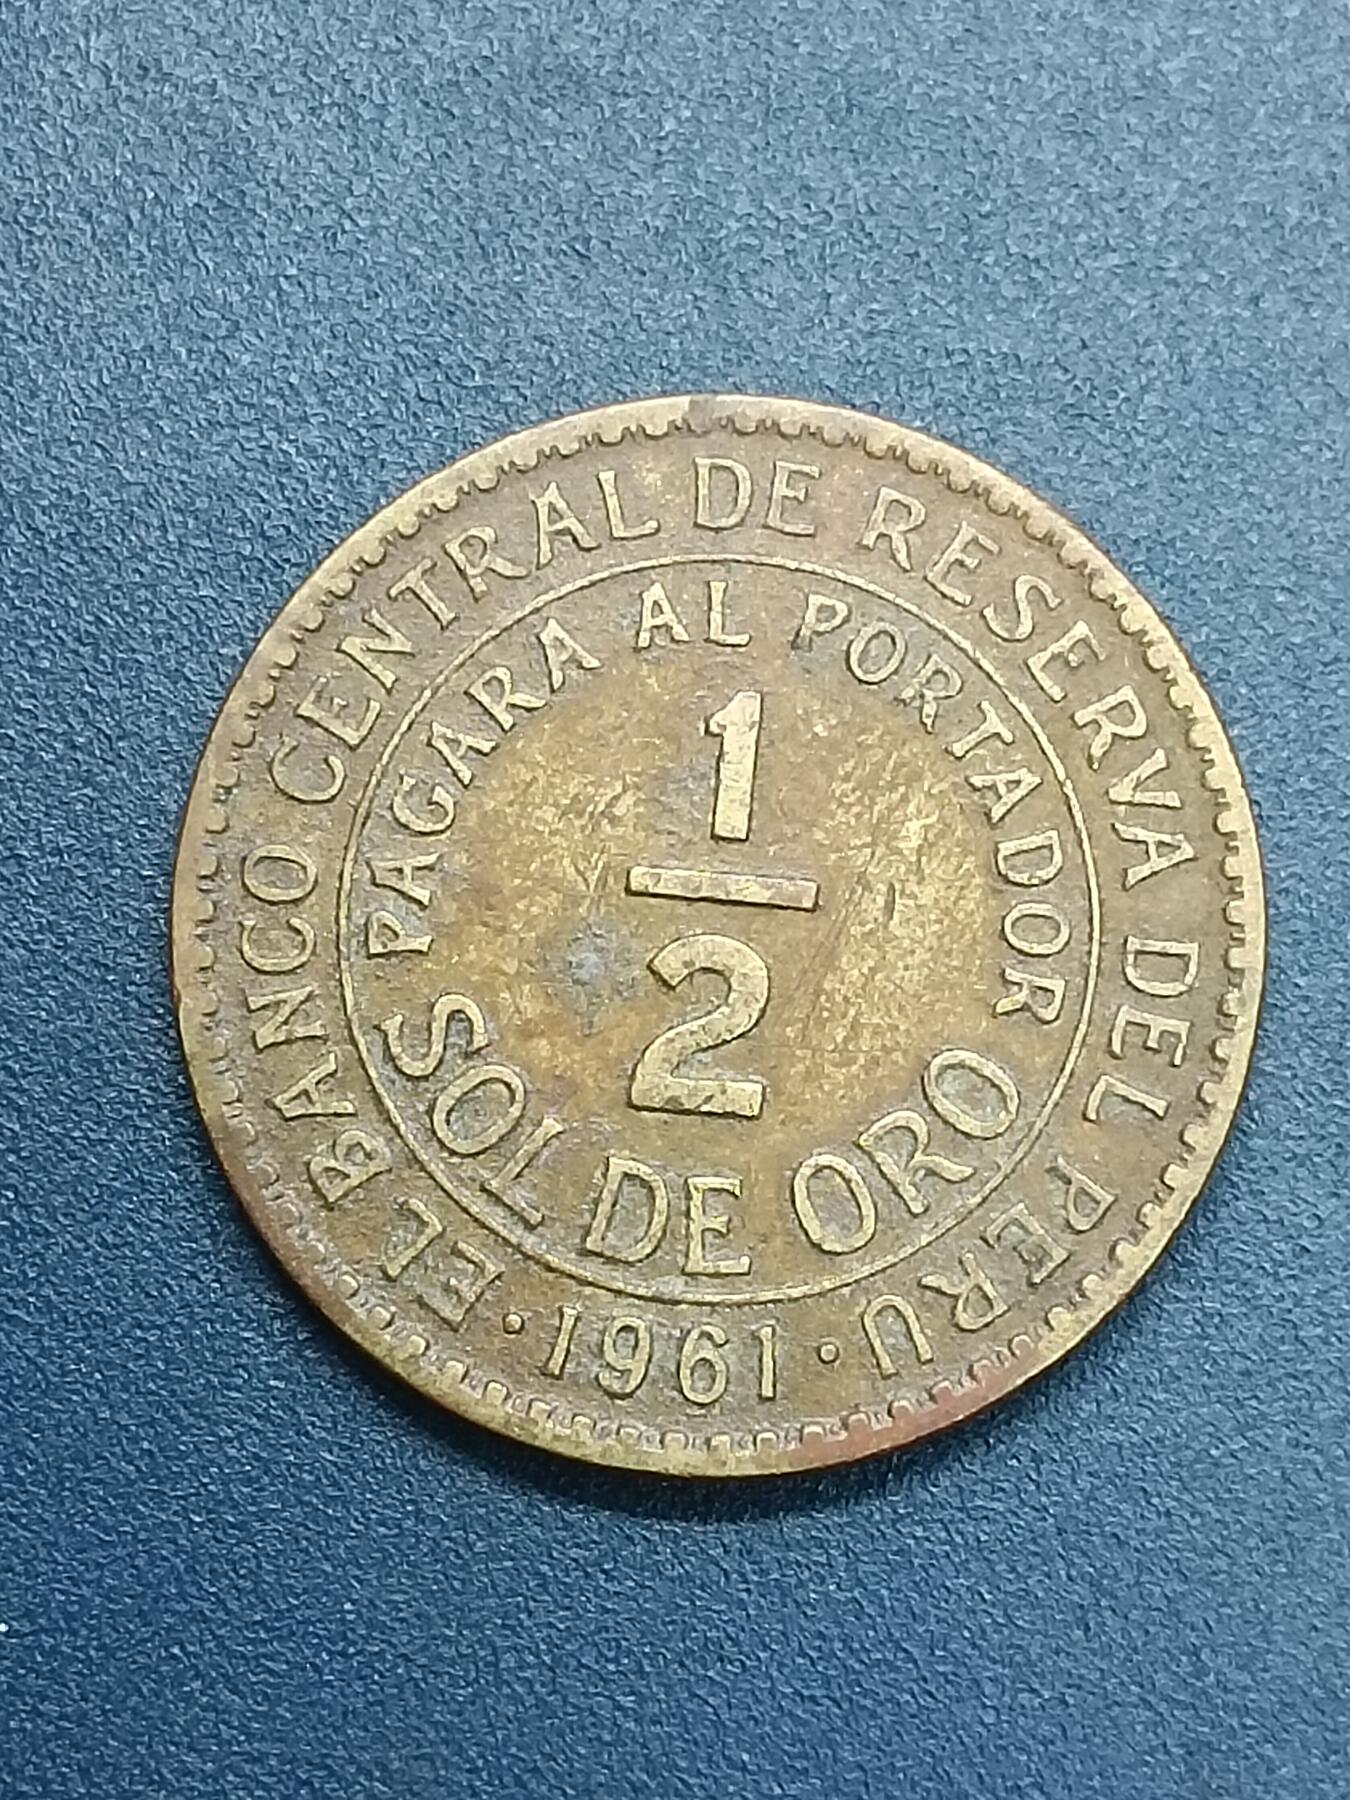 EL BANCO CENTRAL DE RESERVA DEL PERU
PAGARA AL PORTADOR
1
2
SOL DE ORO
· 1961 ·